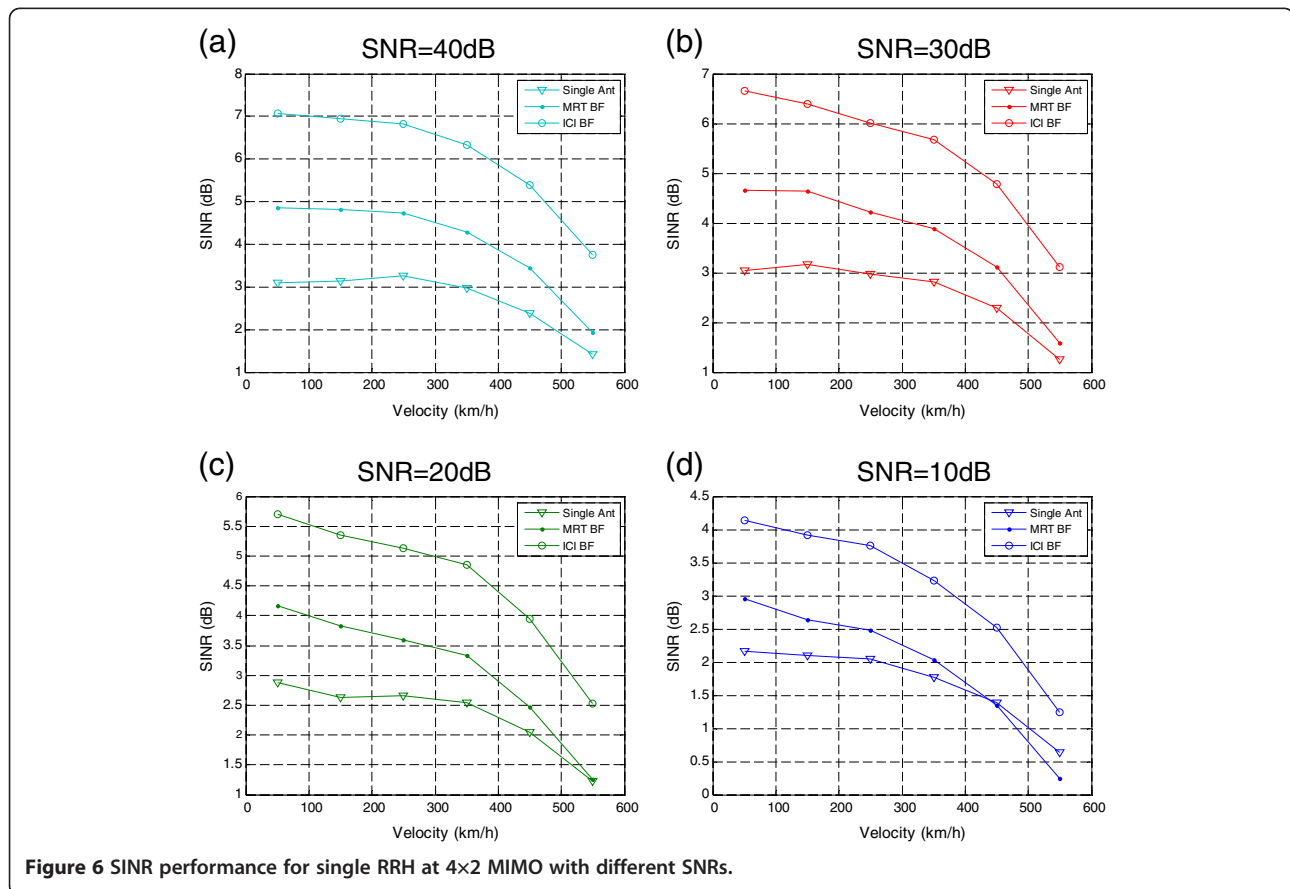 (a)
SNR=40dB
8
7
6
5
4
3
2
1
SINR (dB)
0 100 200 300 400 500 600
Velocity (km/h)
Single Ant
MRT BF
ICI BF
(b)
SNR=30dB
7
6
5
4
3
2
1
SINR (dB)
0 100 200 300 400 500 600
Velocity (km/h)
Single Ant
MRT BF
ICI BF
(c)
SNR=20dB
6
5.5
5
4.5
4
3.5
3
2.5
2
1.5
1
SINR (dB)
0 100 200 300 400 500 600
Velocity (km/h)
Single Ant
MRT BF
ICI BF
(d)
SNR=10dB
4.5
4
3.5
3
2.5
2
1.5
1
0.5
0
SINR (dB)
0 100 200 300 400 500 600
Velocity (km/h)
Single Ant
MRT BF
ICI BF
Figure 6 SINR performance for single RRH at 4×2 MIMO with different SNRs.